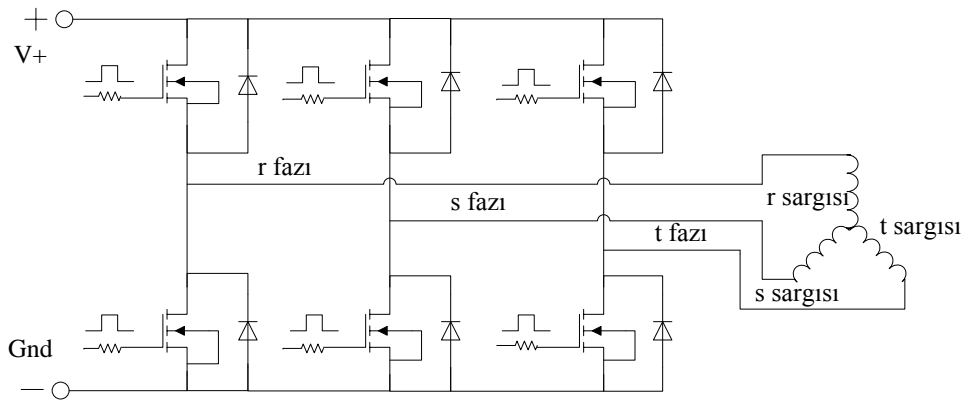 +
V+
r fazı
s fazı
t fazı
r sargısı
t sargısı
s sargısı
Gnd
−